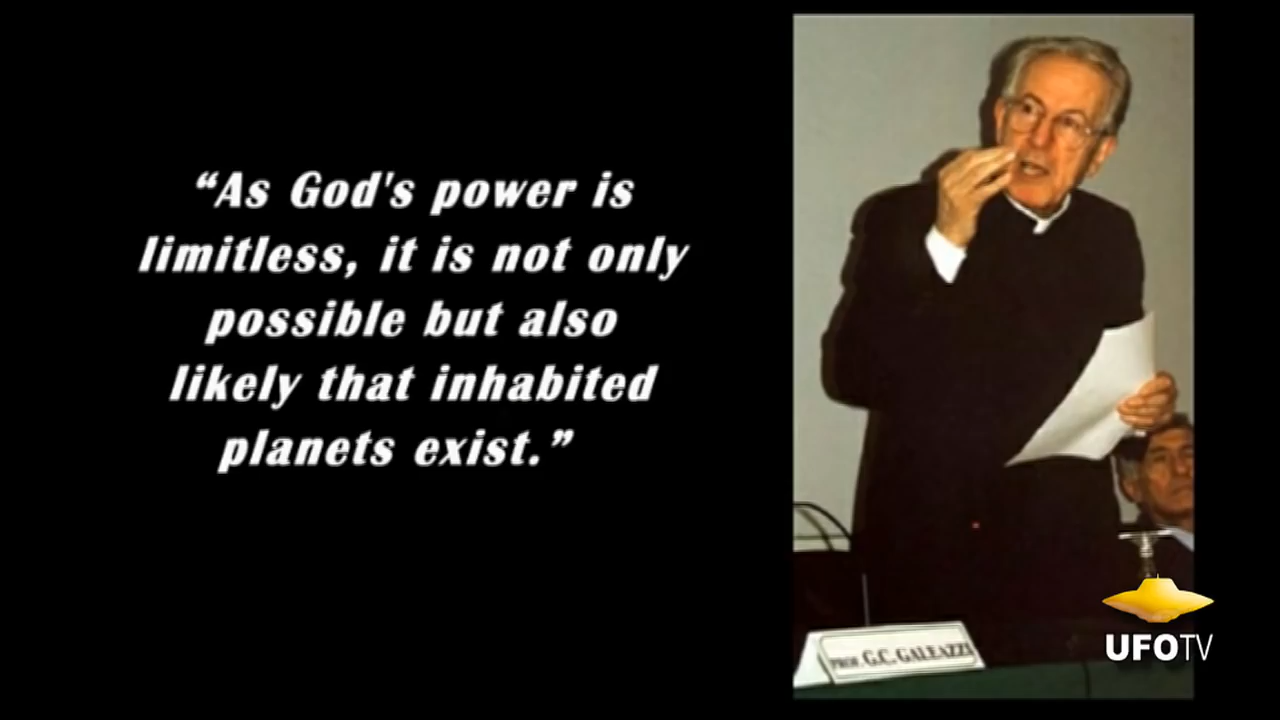 “As God's power is
limitless, it is not only
possible but also
likely that inhabited
planets exist.”
PROF. G.C. GALEAZZI
UFOTV